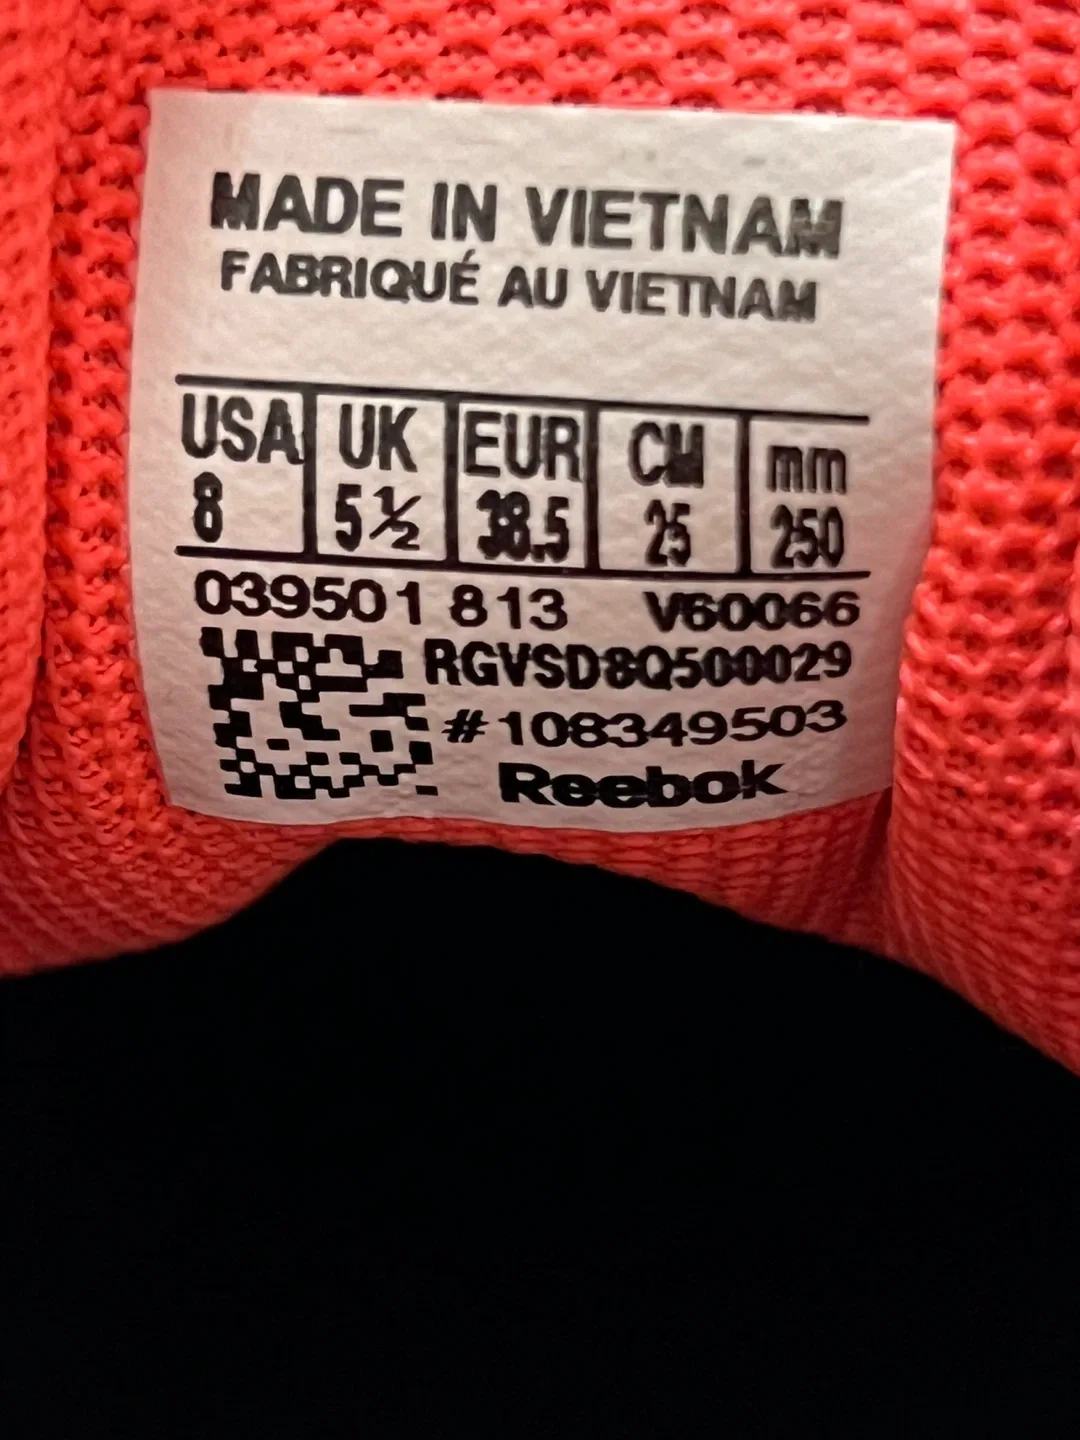 MADE IN VIETNAM
FABRIQUÉ AU VIETNAM
USA UK EUR CM mm
8 5½ 38.5 25 250
039501 813 V60066
RGVSD8Q500029
#108349503
Reebok